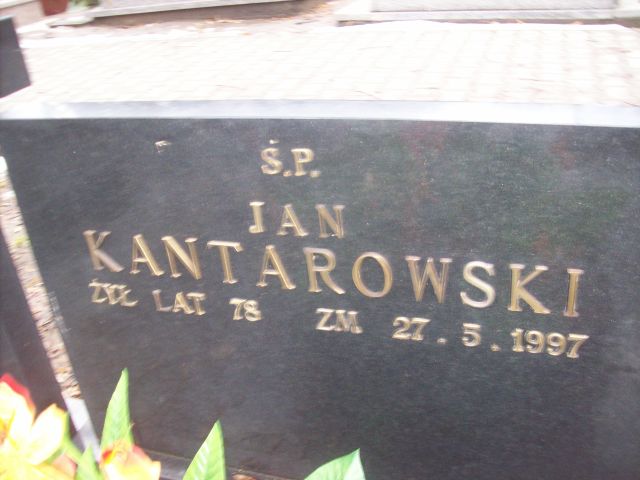 Ś.P.
JAN
KANTAROWSKI
ŻYŁ LAT 78 ZM 27.5.1997